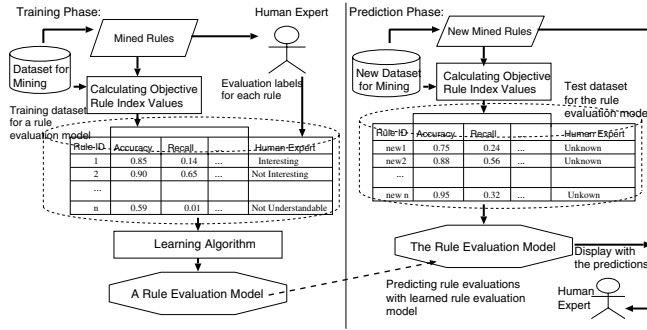 Training Phase:
Mined Rules
Human Expert
Dataset for
Mining
Calculating Objective
Rule Index Values
Evaluation labels
for each rule
Training dataset
for a rule
evaluation model
Rule ID Accuracy Recall ... Human Expert
1 0.85 0.14 ... Interesting
2 0.90 0.65 ... Not Interesting
...
n 0.59 0.01 ... Not Understandable
Learning Algorithm
A Rule Evaluation Model
Prediction Phase:
New Mined Rules
New Dataset
for Mining
Calculating Objective
Rule Index Values
Test dataset
for the rule
evaluation model
Rule ID Accuracy Recall ... Human Expert
new1 0.75 0.24 ... Unknown
new2 0.88 0.56 ... Unknown
...
new n 0.95 0.32 ... Unkown
The Rule Evaluation Model
Display with
the predictions
Predicting rule evaluations
with learned rule evaluation
model
Human
Expert